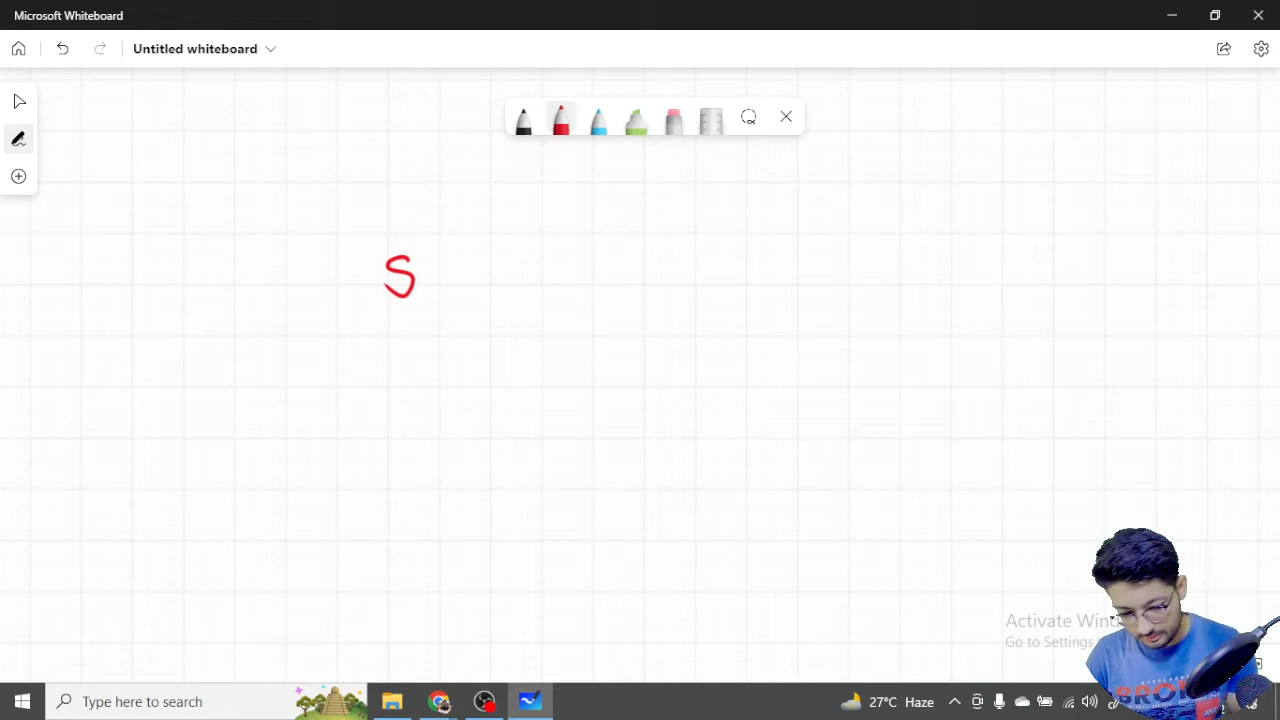 Microsoft Whiteboard
Untitled whiteboard
S
Activate Wind
Go to Settings
Type here to search
27°C Haze